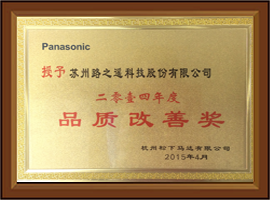 Panasonic
授予 苏州路之遥科技股份有限公司
二零壹四年度
品质改善奖
杭州松下马达有限公司
2015年4月